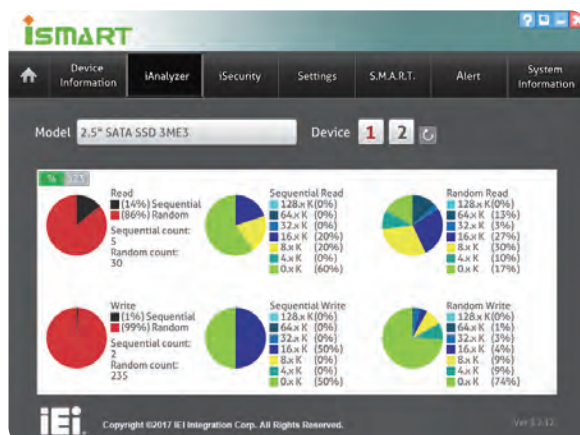 iSMART
Device Information
iAnalyzer
iSecurity
Settings
S.M.A.R.T.
Alert
System Information
Model
2.5" SATA SSD 3ME3
Device
1
2
%
123
Read
(14%) Sequential
(86%) Random
Sequential count:
5
Random count:
30
Sequential Read
128.x K(0%)
64.x K (0%)
32.x K (0%)
16.x K (20%)
8.x K (20%)
4.x K (0%)
0.x K (60%)
Random Read
128.x K(0%)
64.x K (13%)
32.x K (3%)
16.x K (27%)
8.x K (30%)
4.x K (10%)
0.x K (17%)
Write
(1%) Sequential
(99%) Random
Sequential count:
2
Random count:
235
Sequential Write
128.x K (0%)
64.x K (0%)
32.x K (0%)
16.x K (50%)
8.x K (0%)
4.x K (0%)
0.x K (50%)
Random Write
128.x K (0%)
64.x K (1%)
32.x K (3%)
16.x K (4%)
8.x K (9%)
4.x K (9%)
0.x K (74%)
iEi
Copyright ©2017 IEI Integration Corp. All Rights Reserved.